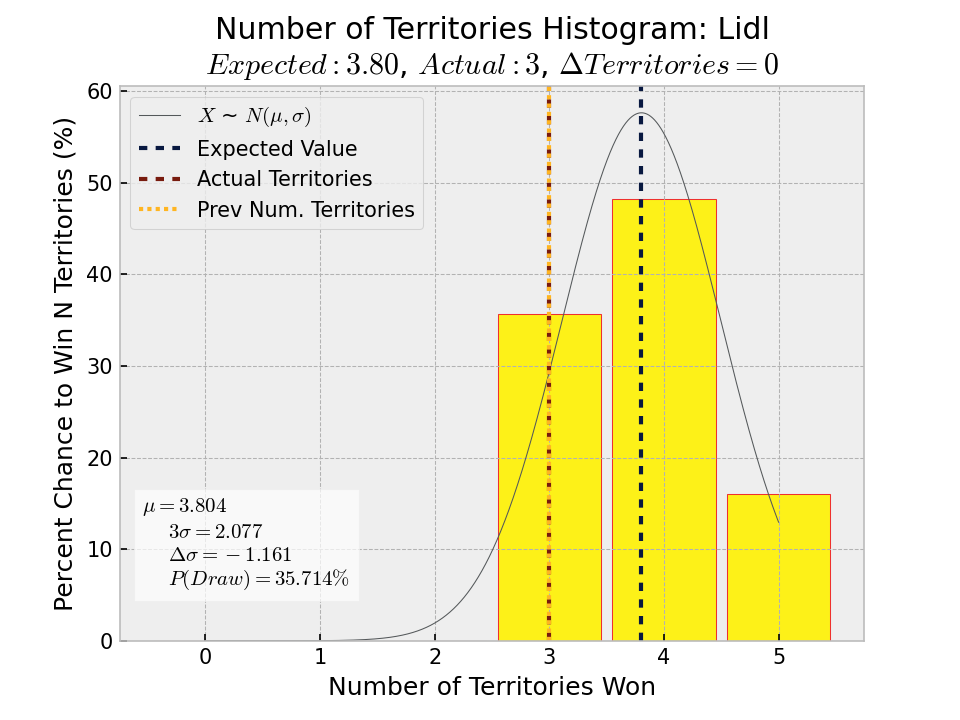 Number of Territories Histogram: Lidl
Expected : 3.80, Actual : 3, ΔTerritories = 0
Percent Chance to Win N Territories (%)
60
50
40
30
20
10
0
X ∼ N(μ, σ)
Expected Value
Actual Territories
Prev Num. Territories
μ = 3.804
3σ = 2.077
Δσ = −1.161
P(Draw) = 35.714%
0 1 2 3 4 5
Number of Territories Won